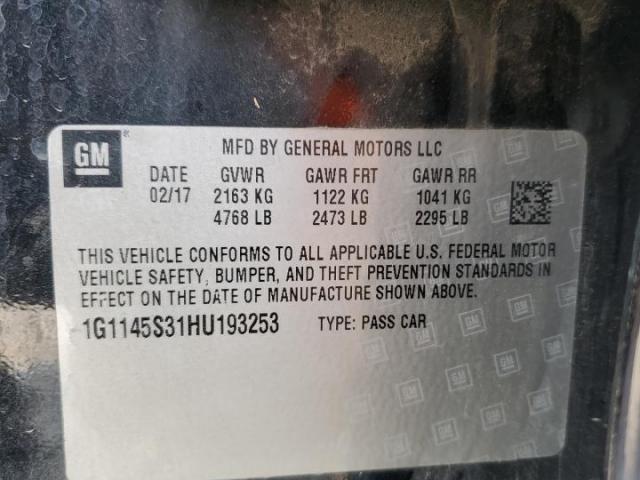 GM ® MFD BY GENERAL MOTORS LLC
DATE GVWR GAWR FRT GAWR RR
02/17 2163 KG 1122 KG 1041 KG
4768 LB 2473 LB 2295 LB
THIS VEHICLE CONFORMS TO ALL APPLICABLE U.S. FEDERAL MOTOR
VEHICLE SAFETY, BUMPER, AND THEFT PREVENTION STANDARDS IN
EFFECT ON THE DATE OF MANUFACTURE SHOWN ABOVE.
1G1145S31HU193253 TYPE: PASS CAR